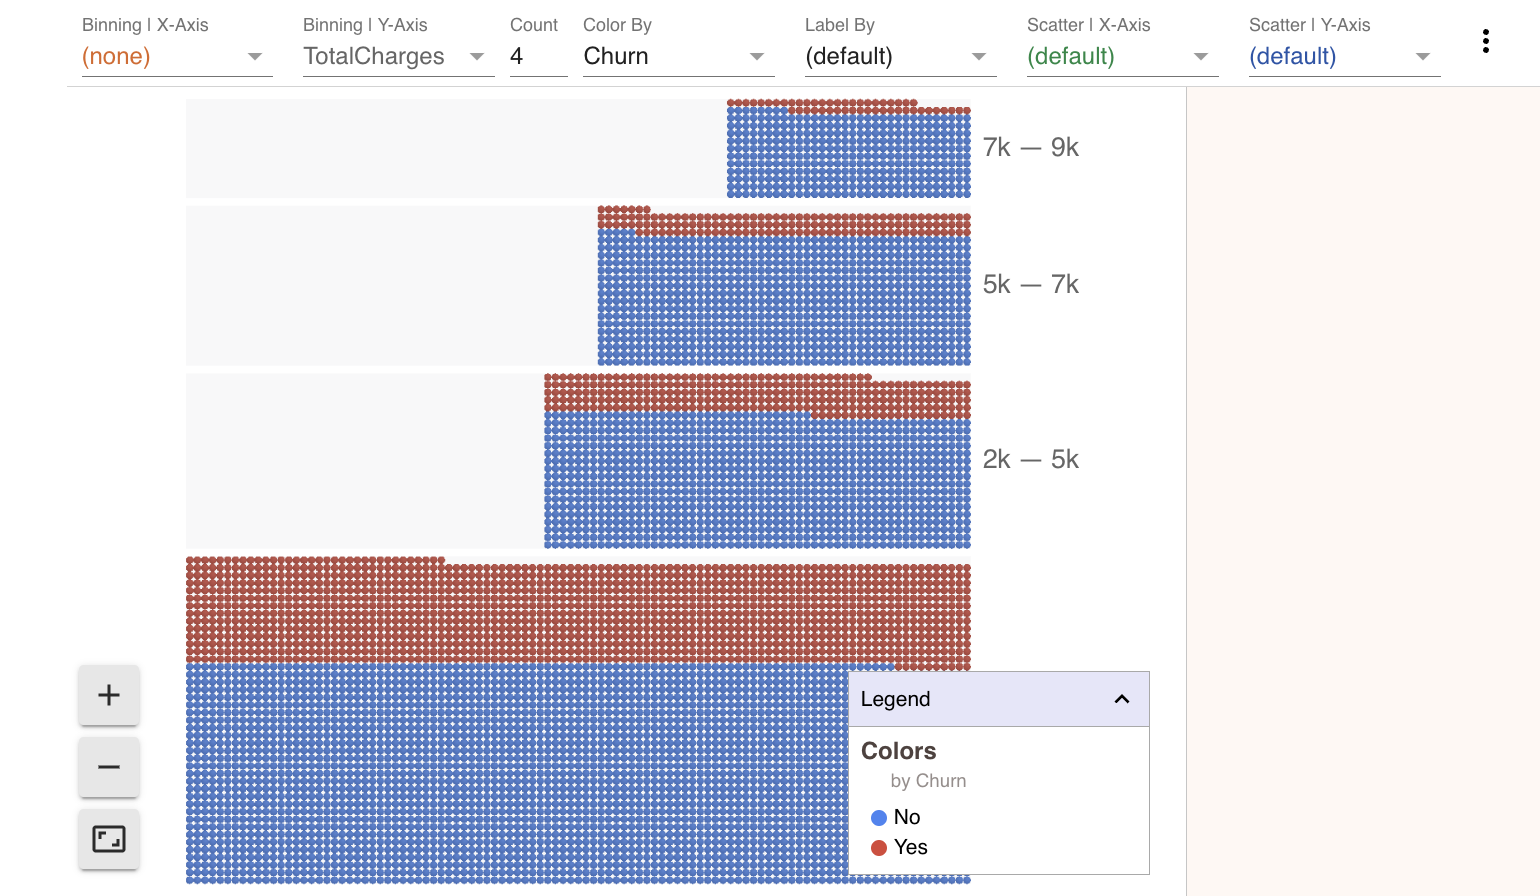 Binning | X-Axis
(none)
Binning | Y-Axis
TotalCharges
Count
4
Color By
Churn
Label By
(default)
Scatter | X-Axis
(default)
Scatter | Y-Axis
(default)
7k — 9k
5k — 7k
2k — 5k
Legend
Colors
by Churn
No
Yes